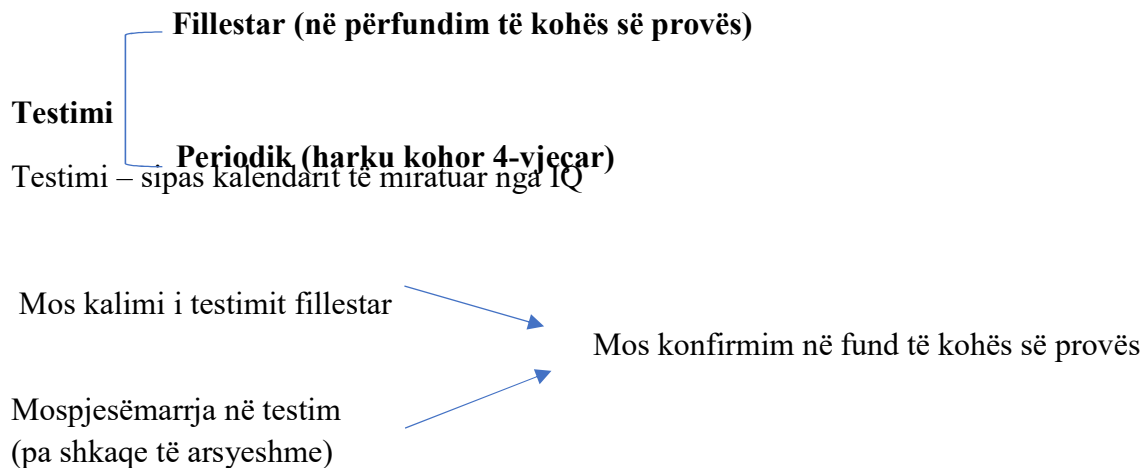 Fillestar (në përfundim të kohës së provës)
Testimi
Periodik (harku kohor 4-vjeçar)
Testimi – sipas kalendarit të miratuar nga IQ
Mos kalimi i testimit fillestar
Mos konfirmim në fund të kohës së provës
Mospjesëmarrja në testim
(pa shkaqe të arsyeshme)